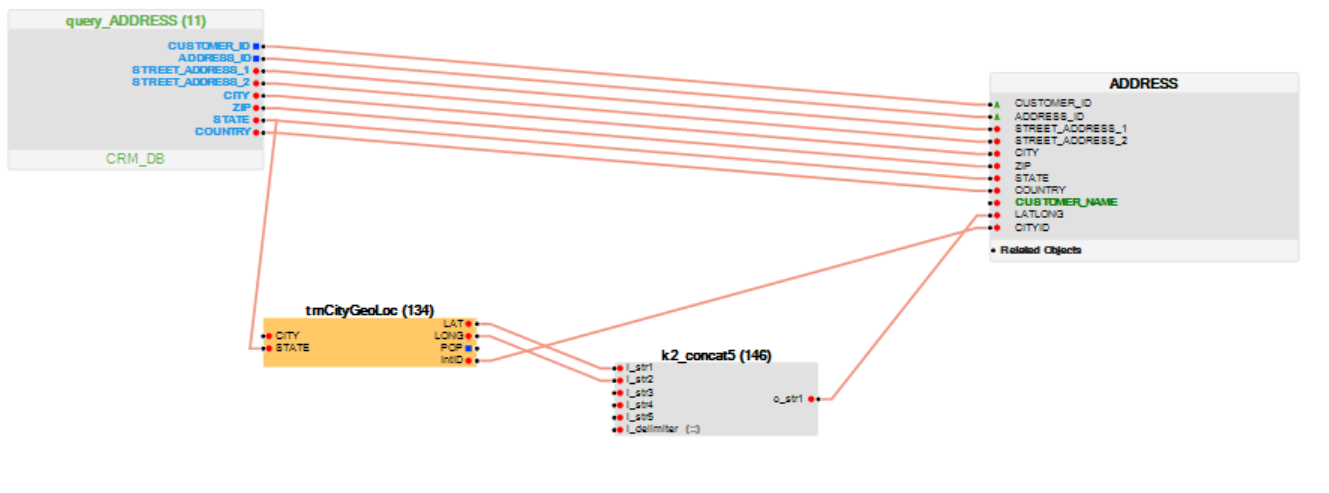 query_ADDRESS (11)
CUSTOMER_ID
ADDRESS_ID
STREET_ADDRESS_1
STREET_ADDRESS_2
CITY
ZIP
STATE
COUNTRY
CRM_DB
ADDRESS
CUSTOMER_ID
ADDRESS_ID
STREET_ADDRESS_1
STREET_ADDRESS_2
CITY
ZIP
STATE
COUNTRY
CUSTOMER_NAME
LATLONG
CITYID
Related Objects
trnCityGeoLoc (134)
CITY
STATE
LAT
LONG
POP
IntID
k2_concat5 (146)
i_str1
i_str2
i_str3
i_str4
i_str5
i_delimiter (::)
o_str1